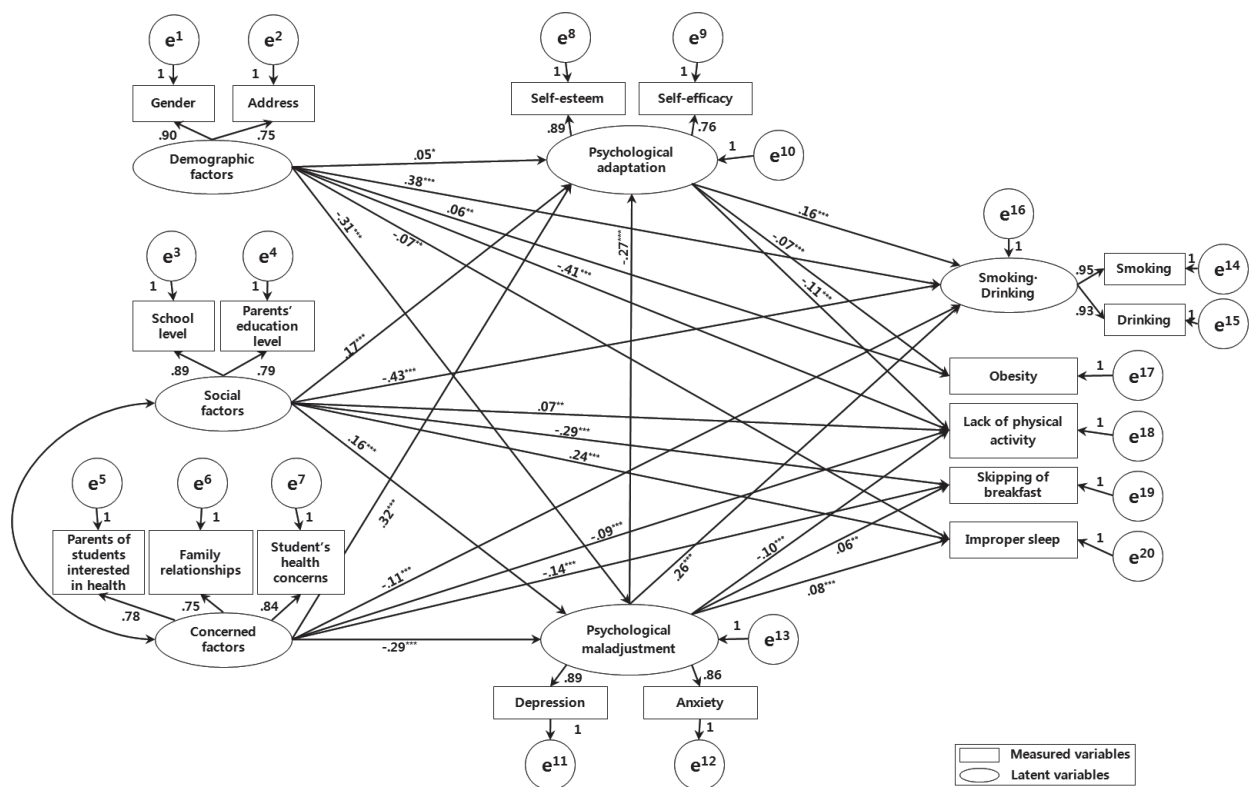 e1
e2
e8
e9
1
1
1
1
Gender
Address
Self-esteem
Self-efficacy
.90
.75
.89
.76
Demographic
factors
Psychological
adaptation
1
e10
.05*
.38***
.06**
-.31***
-.07**
-.41***
-.27***
.16***
-.07***
-.11***
e16
1
e3
e4
1
1
School
level
Parents'
education
level
.89
.79
Social
factors
Smoking·
Drinking
.95
.93
Smoking
1
e14
Drinking
1
e15
Obesity
1
e17
Lack of physical
activity
1
e18
Skipping of
breakfast
1
e19
Improper sleep
1
e20
.17***
-.43***
.07**
-.29***
.24***
.16***
.32***
e5
e6
e7
1
1
1
Parents of
students
interested
in health
Family
relationships
Student's
health
concerns
.78
.75
.84
Concerned
factors
-.11***
-.09***
-.14***
-.29***
.26***
-.10***
.06**
.08***
Psychological
maladjustment
1
e13
.89
.86
Depression
Anxiety
1
1
e11
e12
Measured variables
Latent variables